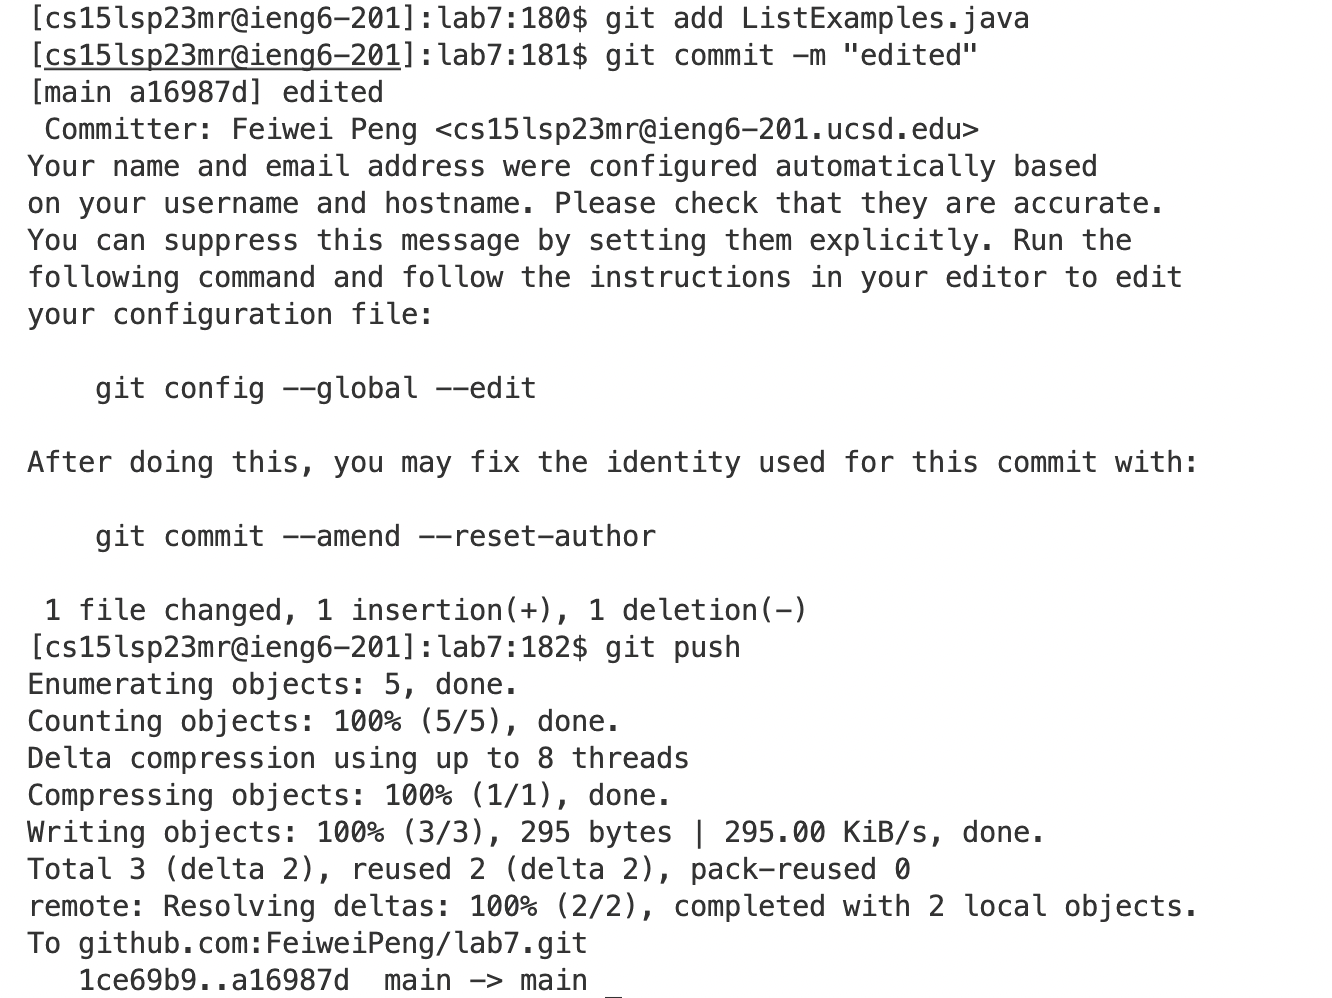 [cs15lsp23mr@ieng6-201]:lab7:180$ git add ListExamples.java
[cs15lsp23mr@ieng6-201]:lab7:181$ git commit -m "edited"
[main a16987d] edited
 Committer: Feiwei Peng <cs15lsp23mr@ieng6-201.ucsd.edu>
Your name and email address were configured automatically based
on your username and hostname. Please check that they are accurate.
You can suppress this message by setting them explicitly. Run the
following command and follow the instructions in your editor to edit
your configuration file:

    git config --global --edit

After doing this, you may fix the identity used for this commit with:

    git commit --amend --reset-author

 1 file changed, 1 insertion(+), 1 deletion(-)
[cs15lsp23mr@ieng6-201]:lab7:182$ git push
Enumerating objects: 5, done.
Counting objects: 100% (5/5), done.
Delta compression using up to 8 threads
Compressing objects: 100% (1/1), done.
Writing objects: 100% (3/3), 295 bytes | 295.00 KiB/s, done.
Total 3 (delta 2), reused 2 (delta 2), pack-reused 0
remote: Resolving deltas: 100% (2/2), completed with 2 local objects.
To github.com:FeiweiPeng/lab7.git
   1ce69b9..a16987d  main -> main